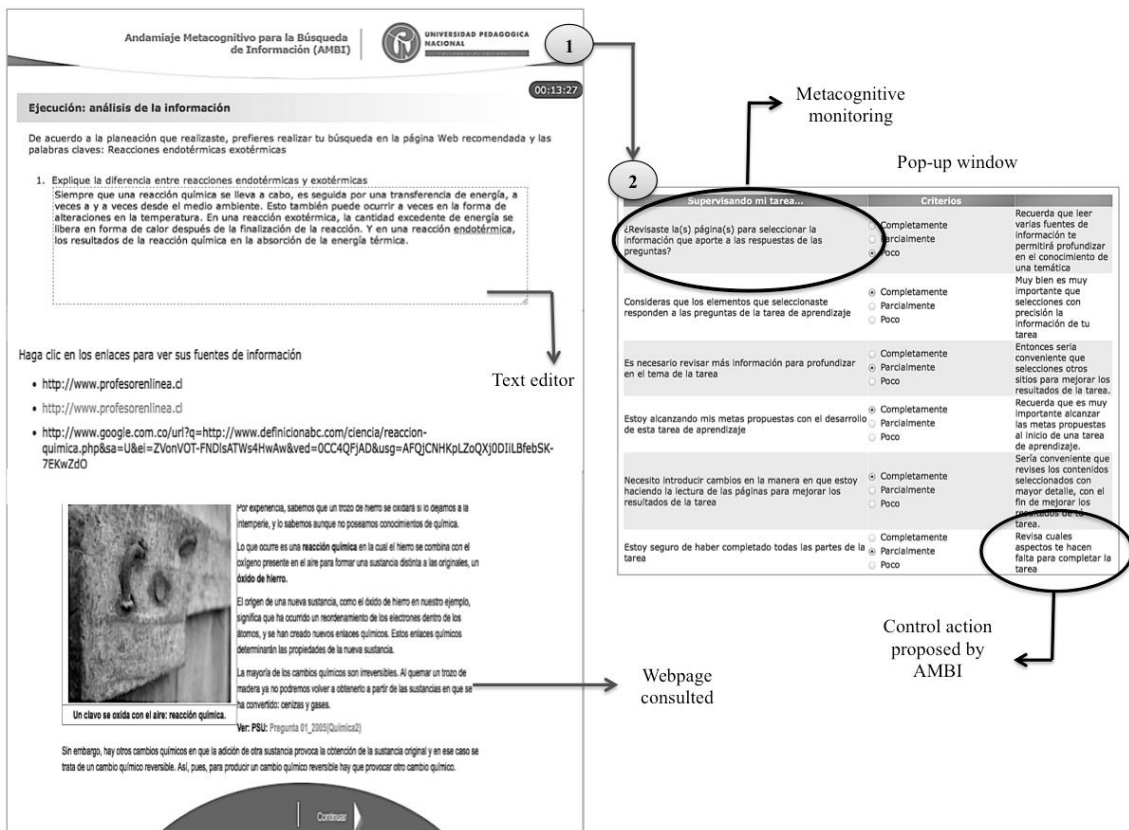 Andamiaje Metacognitivo para la Búsqueda
de Información (AMBI)
UNIVERSIDAD PEDAGOGICA
NACIONAL
1
00:13:27
Ejecución: análisis de la información
De acuerdo a la planeación que realizaste, prefieres realizar tu búsqueda en la página Web recomendada y las
palabras claves: Reacciones endotérmicas exotérmicas
1. Explique la diferencia entre reacciones endotérmicas y exotérmicas
Siempre que una reacción química se lleva a cabo, es seguida por una transferencia de energía, a
veces a y a veces desde el medio ambiente. Esto también puede ocurrir a veces en la forma de
alteraciones en la temperatura. En una reacción exotérmica, la cantidad excedente de energía se
libera en forma de calor después de la finalización de la reacción. Y en una reacción endotérmica,
los resultados de la reacción química en la absorción de la energía térmica.
Text editor
Haga clic en los enlaces para ver sus fuentes de información
• http://www.profesorenlinea.cl
• http://www.profesorenlinea.cl
• http://www.google.com.co/url?q=http://www.definicionabc.com/ciencia/reaccion-
quimica.php&sa=U&ei=ZVonVOT-FNDlsATWs4HwAw&ved=0CC4QFjAD&usg=AFQjCNHKpLZoQXj0DIiLBfebSK-
7EKwZdO
Por experiencia, sabemos que un trozo de hierro se oxidará si lo dejamos a la
intemperie, y lo sabemos aunque no poseamos conocimientos de química.
Lo que ocurre es una reacción química en la cual el hierro se combina con el
oxígeno presente en el aire para formar una sustancia distinta a las originales, un
óxido de hierro.
El origen de una nueva sustancia, como el óxido de hierro en nuestro ejemplo,
significa que ha ocurrido un reordenamiento de los electrones dentro de los
átomos, y se han creado nuevos enlaces químicos. Estos enlaces químicos
determinarán las propiedades de la nueva sustancia.
La mayoría de los cambios químicos son irreversibles. Al quemar un trozo de
madera ya no podremos volver a obtenerlo a partir de las sustancias en que se
ha convertido: cenizas y gases.
Un clavo se oxida con el aire: reacción química.
Ver: PSU: Pregunta 01_2005(Química2)
Sin embargo, hay otros cambios químicos en que la adición de otra sustancia provoca la obtención de la sustancia original y en ese caso se
trata de un cambio químico reversible. Así, pues, para producir un cambio químico reversible hay que provocar otro cambio químico.
Continuar
Webpage
consulted
Metacognitive
monitoring
Pop-up window
2
Supervisando mi tarea... Criterios
¿Revisaste la(s) página(s) para seleccionar la
información que aporte a las respuestas de las
preguntas?
Completamente
Parcialmente
Poco
Recuerda que leer
varias fuentes de
información te
permitirá profundizar
en el conocimiento de
una temática
Consideras que los elementos que seleccionaste
responden a las preguntas de la tarea de aprendizaje
Completamente
Parcialmente
Poco
Muy bien es muy
importante que
selecciones con
precisión la
información de tu
tarea
Es necesario revisar más información para profundizar
en el tema de la tarea
Completamente
Parcialmente
Poco
Entonces seria
conveniente que
selecciones otros
sitios para mejorar los
resultados de la tarea.
Estoy alcanzando mis metas propuestas con el desarrollo
de esta tarea de aprendizaje
Completamente
Parcialmente
Poco
Recuerda que es muy
importante alcanzar
las metas propuestas
al inicio de una tarea
de aprendizaje.
Necesito introducir cambios en la manera en que estoy
haciendo la lectura de las páginas para mejorar los
resultados de la tarea
Completamente
Parcialmente
Poco
Sería conveniente que
revises los contenidos
seleccionados con
mayor detalle, con el
fin de mejorar los
resultados de tu
tarea.
Estoy seguro de haber completado todas las partes de la
tarea
Completamente
Parcialmente
Poco
Revisa cuales
aspectos te hacen
falta para completar la
tarea
Control action
proposed by
AMBI